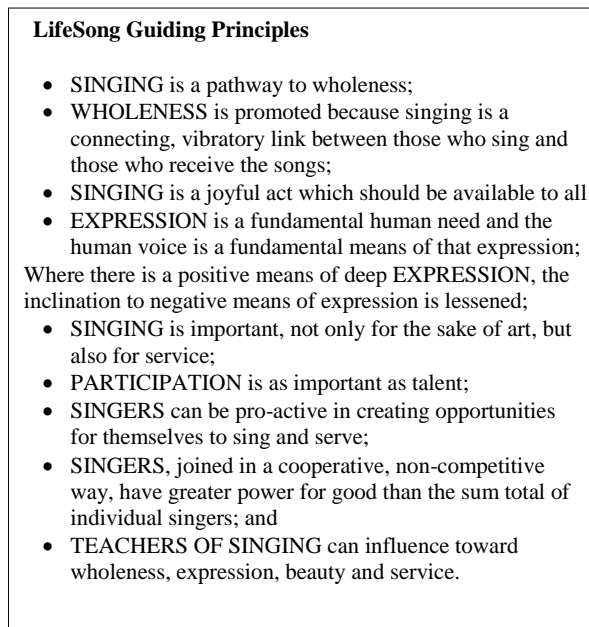 LifeSong Guiding Principles
• SINGING is a pathway to wholeness;
• WHOLENESS is promoted because singing is a
connecting, vibratory link between those who sing and
those who receive the songs;
• SINGING is a joyful act which should be available to all
• EXPRESSION is a fundamental human need and the
human voice is a fundamental means of that expression;
Where there is a positive means of deep EXPRESSION, the
inclination to negative means of expression is lessened;
• SINGING is important, not only for the sake of art, but
also for service;
• PARTICIPATION is as important as talent;
• SINGERS can be pro-active in creating opportunities
for themselves to sing and serve;
• SINGERS, joined in a cooperative, non-competitive
way, have greater power for good than the sum total of
individual singers; and
• TEACHERS OF SINGING can influence toward
wholeness, expression, beauty and service.